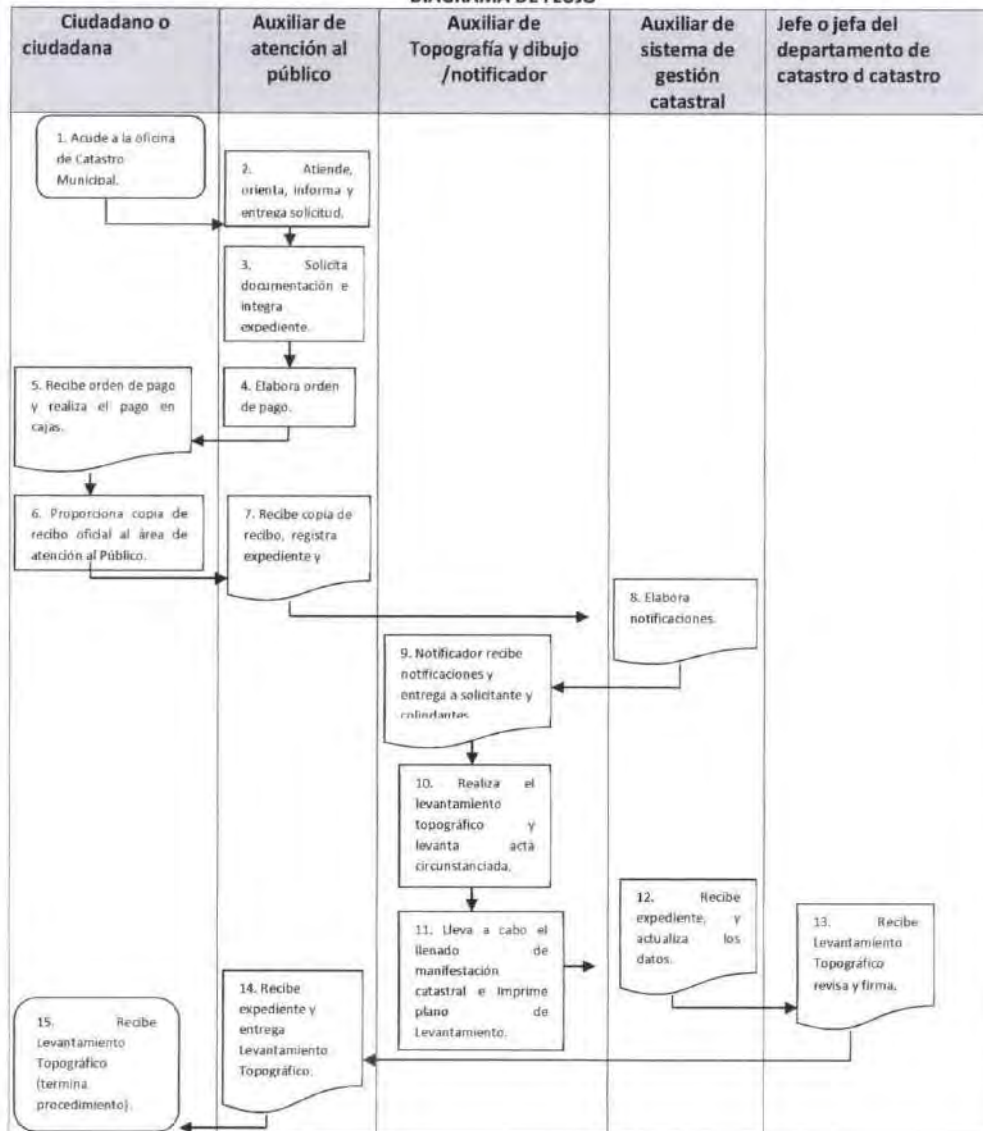 DIAGRAMA DE FLUJO
Ciudadano o
ciudadana
Auxiliar de
atención al
público
Auxiliar de
Topografía y dibujo
/notificador
Auxiliar de
sistema de
gestión
catastral
Jefe o jefa del
departamento de
catastro d catastro
1. Acude a la oficina
de Catastro
Municipal.
2. Atiende,
orienta, informa y
entrega solicitud.
3. Solicita
documentación e
integra
expediente.
4. Elabora orden
de pago.
5. Recibe orden de pago
y realiza el pago en
cajas.
6. Proporciona copia de
recibo oficial al área de
atención al Público.
7. Recibe copia de
recibo, registra
expediente y
8. Elabora
notificaciones.
9. Notificador recibe
notificaciones y
entrega a solicitante y
colindantes
10. Realiza el
levantamiento
topográfico y
levanta acta
circunstanciada.
11. Lleva a cabo el
llenado de
manifestación
catastral e Imprime
plano de
Levantamiento.
12. Recibe
expediente, y
actualiza los
datos.
13. Recibe
Levantamiento
Topográfico
revisa y firma.
14. Recibe
expediente y
entrega
Levantamiento
Topográfico.
15. Recibe
Levantamiento
Topográfico
(termina
procedimiento).